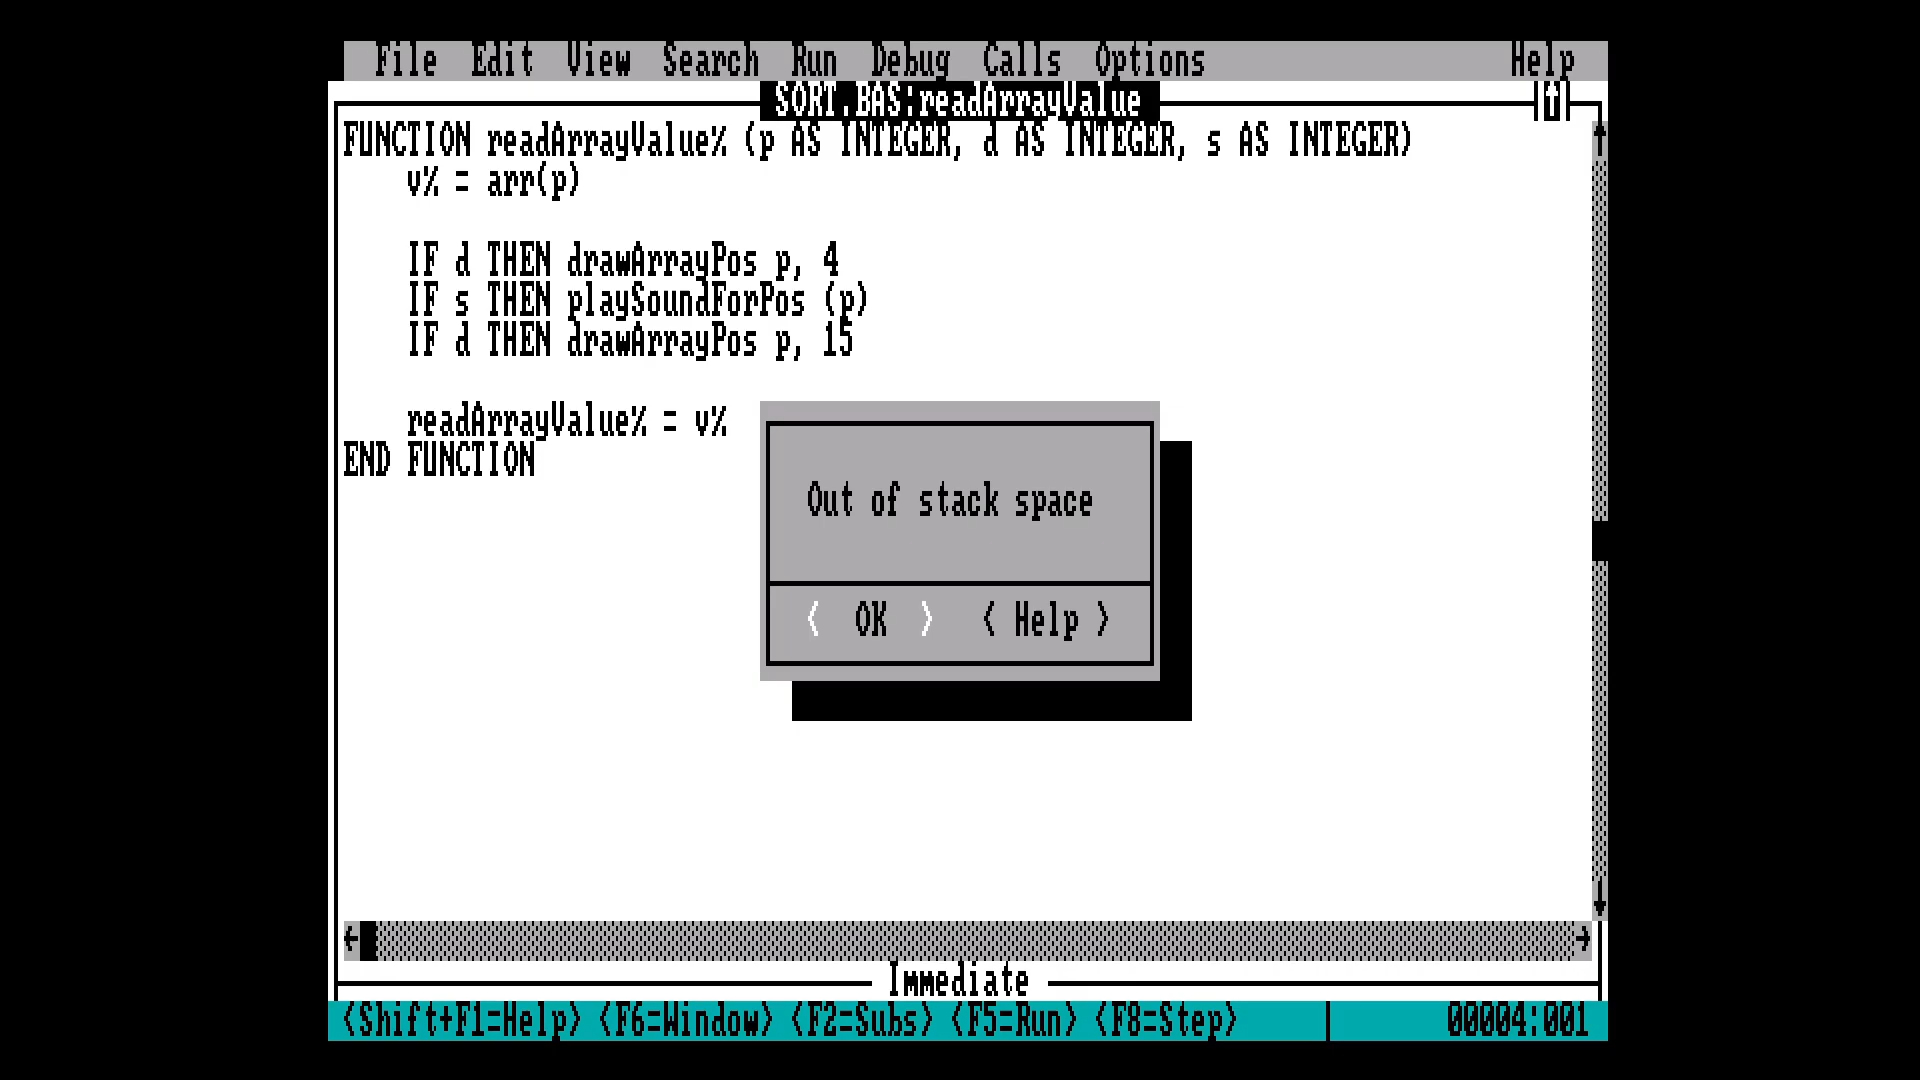 File Edit View Search Run Debug Calls Options Help
SORT.BAS:readArrayValue
FUNCTION readArrayValue% (p AS INTEGER, d AS INTEGER, s AS INTEGER)
v% = arr(p)
IF d THEN drawArrayPos p, 4
IF s THEN playSoundForPos (p)
IF d THEN drawArrayPos p, 15
readArrayValue% = v%
END FUNCTION
Out of stack space
< OK > < Help >
Immediate
<Shift+F1=Help> <F6=Window> <F2=Subs> <F5=Run> <F8=Step> 00004:001